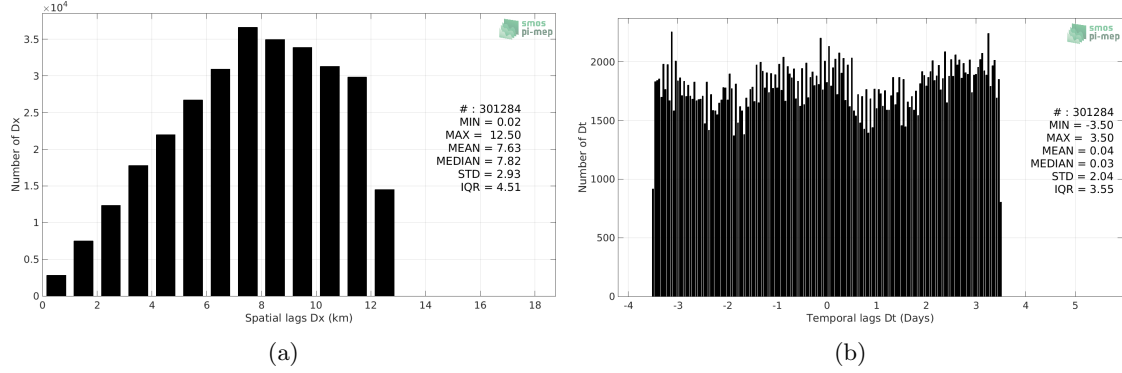 ×10⁴
3.5
3
2.5
2
1.5
1
0.5
0
Number of Dx
smos
pi-mep
# : 301284
MIN = 0.02
MAX = 12.50
MEAN = 7.63
MEDIAN = 7.82
STD = 2.93
IQR = 4.51
0 2 4 6 8 10 12 14 16 18
Spatial lags Dx (km)
(a)
2000
1500
1000
500
0
Number of Dt
smos
pi-mep
# : 301284
MIN = -3.50
MAX = 3.50
MEAN = 0.04
MEDIAN = 0.03
STD = 2.04
IQR = 3.55
-4 -3 -2 -1 0 1 2 3 4 5
Temporal lags Dt (Days)
(b)